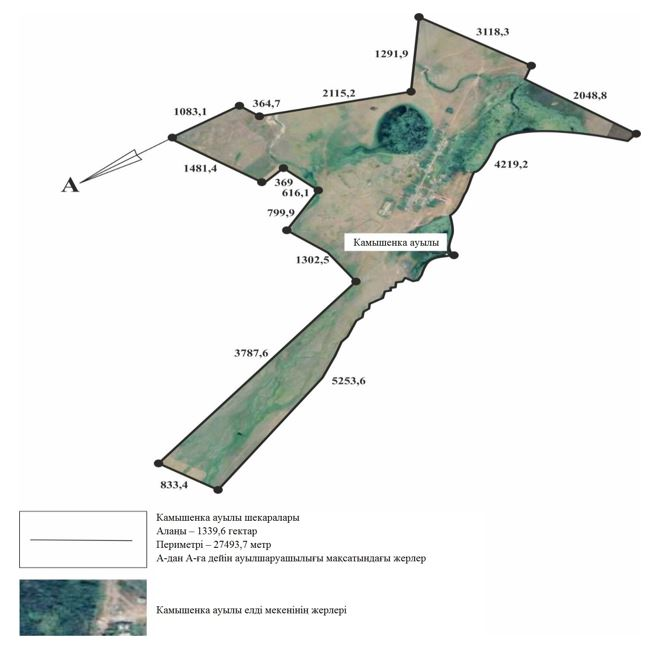 3118,3
1291,9
2048,8
2115,2
1083,1
364,7
4219,2
1481,4
369
616,1
А
799,9
Камышенка ауылы
1302,5
3787,6
5253,6
833,4
Камышенка ауылы шекаралары
Алаңы – 1339,6 гектар
Периметрі – 27493,7 метр
А-дан А-ға дейін ауылшаруашылығы мақсатындағы жерлер
Камышенка ауылы елді мекенінің жерлері